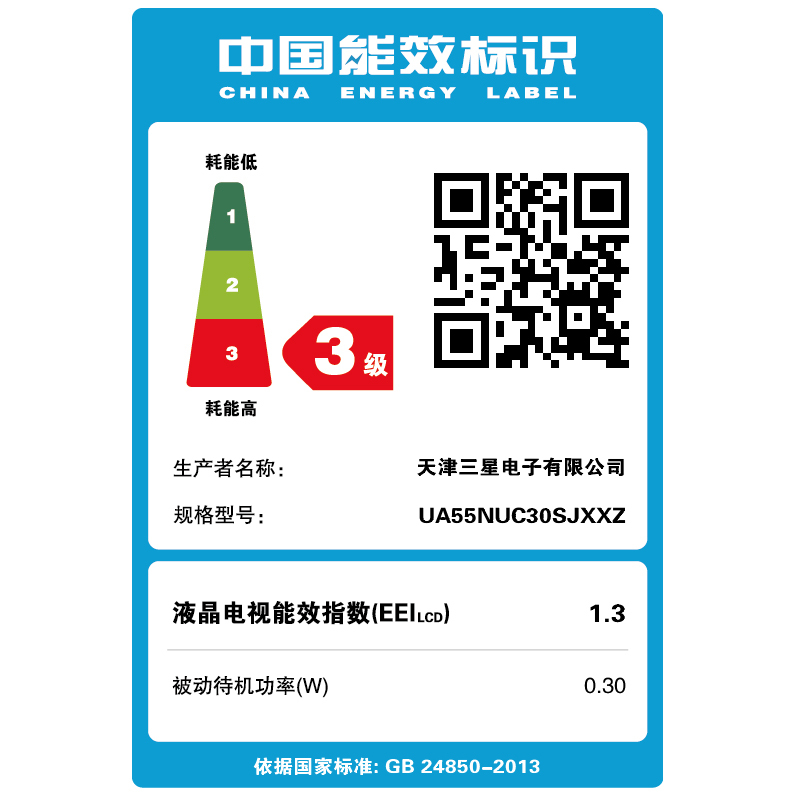 中国能效标识
CHINA ENERGY LABEL
耗能低
1
2
3
3级
耗能高
生产者名称: 天津三星电子有限公司
规格型号: UA55NUC30SJXXZ
液晶电视能效指数(EEILCD) 1.3
被动待机功率(W) 0.30
依据国家标准: GB 24850-2013